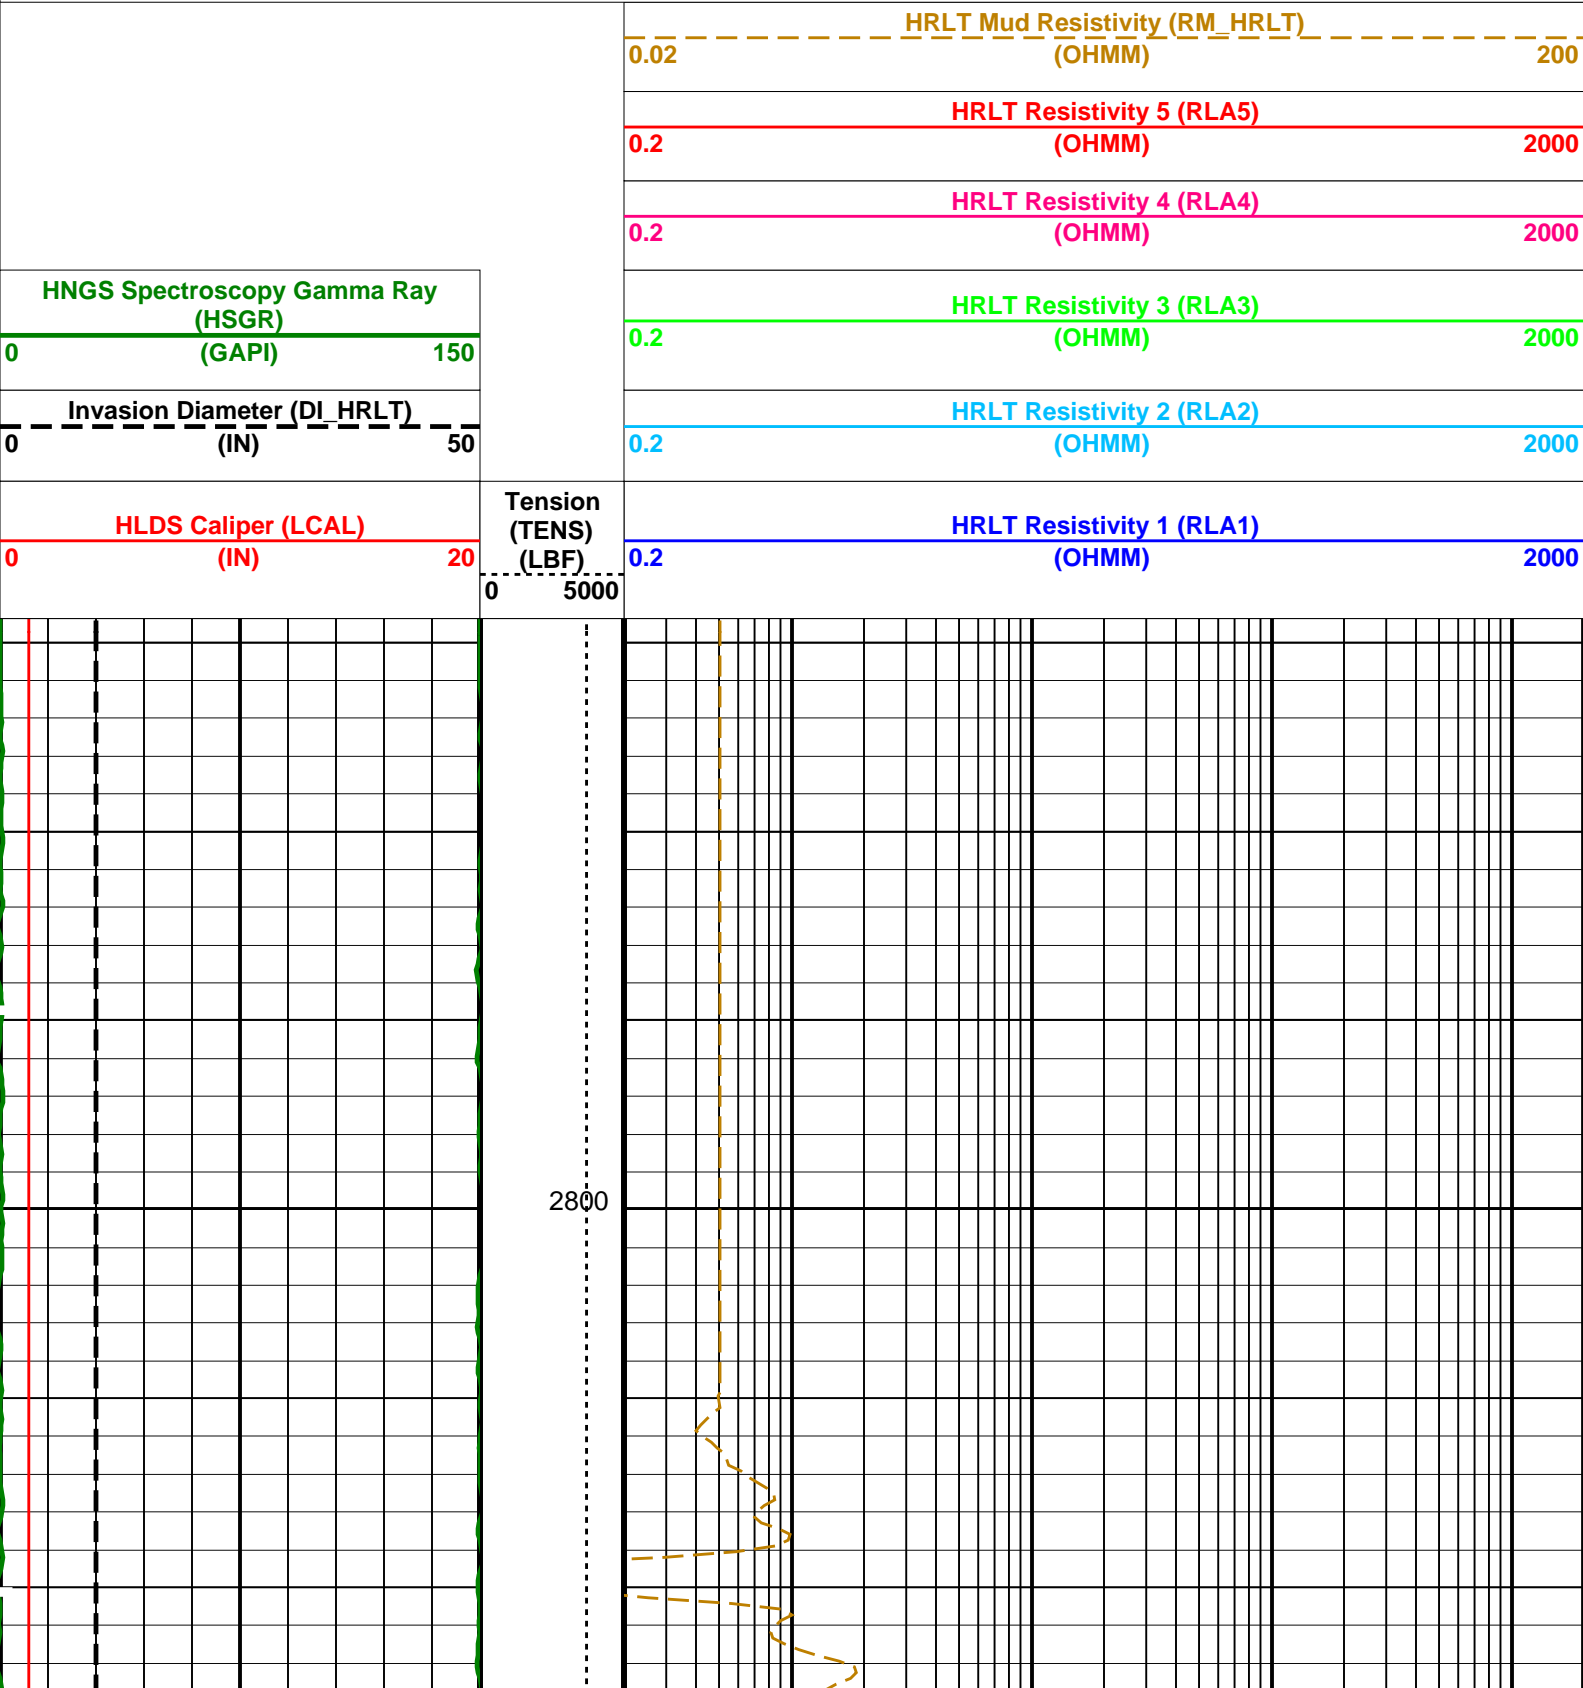 HRLT Mud Resistivity (RM_HRLT)
0.02 (OHMM) 200
HRLT Resistivity 5 (RLA5)
0.2 (OHMM) 2000
HRLT Resistivity 4 (RLA4)
0.2 (OHMM) 2000
HNGS Spectroscopy Gamma Ray
(HSGR)
0 (GAPI) 150
HRLT Resistivity 3 (RLA3)
0.2 (OHMM) 2000
Invasion Diameter (DI_HRLT)
0 (IN) 50
HRLT Resistivity 2 (RLA2)
0.2 (OHMM) 2000
HLDS Caliper (LCAL)
0 (IN) 20
Tension
(TENS)
(LBF)
0 5000
HRLT Resistivity 1 (RLA1)
0.2 (OHMM) 2000
2800